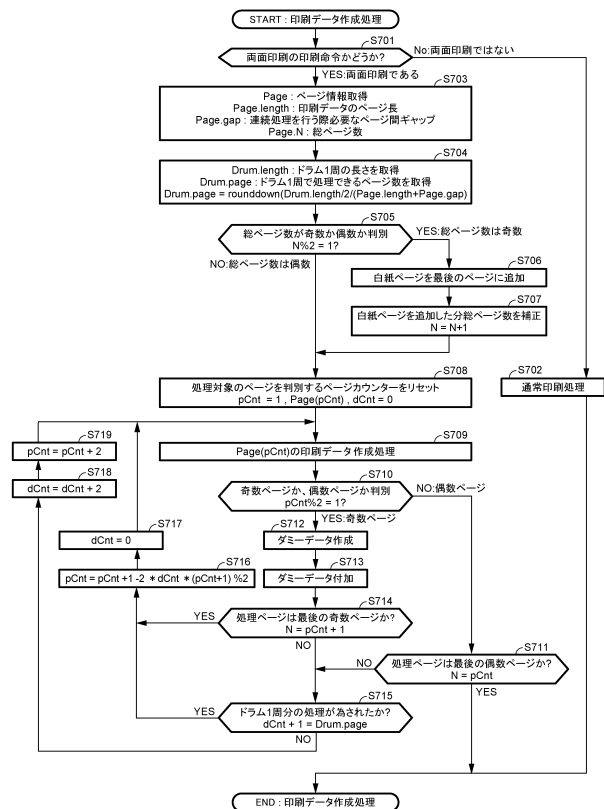 START : 印刷データ作成処理
S701
両面印刷の印刷命令かどうか?
No:両面印刷ではない
YES:両面印刷である
S703
Page : ページ情報取得
Page.length : 印刷データのページ長
Page.gap : 連続処理を行う際必要なページ間ギャップ
Page.N : 総ページ数
S704
Drum.length : ドラム1周の長さを取得
Drum.page : ドラム1周で処理できるページ数を取得
Drum.page = rounddown(Drum.length/2/(Page.length+Page.gap)
S705
総ページ数が奇数か偶数か判別
N%2 = 1?
YES:総ページ数は奇数
NO:総ページ数は偶数
S706
白紙ページを最後のページに追加
S707
白紙ページを追加した分総ページ数を補正
N = N+1
S708
処理対象のページを判別するページカウンターをリセット
pCnt = 1 , Page(pCnt) , dCnt = 0
S702
通常印刷処理
S719
pCnt = pCnt + 2
S709
Page(pCnt)の印刷データ作成処理
S718
dCnt = dCnt + 2
S710
奇数ページか、偶数ページか判別
pCnt%2 = 1?
NO:偶数ページ
YES:奇数ページ
S717
dCnt = 0
S712
ダミーデータ作成
S716
pCnt = pCnt +1 -2 *dCnt *(pCnt+1) %2
S713
ダミーデータ付加
S714
処理ページは最後の奇数ページか?
N = pCnt + 1
YES
NO
S711
処理ページは最後の偶数ページか?
N = pCnt
NO
YES
S715
ドラム1周分の処理が為されたか?
dCnt + 1 = Drum.page
YES
NO
END : 印刷データ作成処理